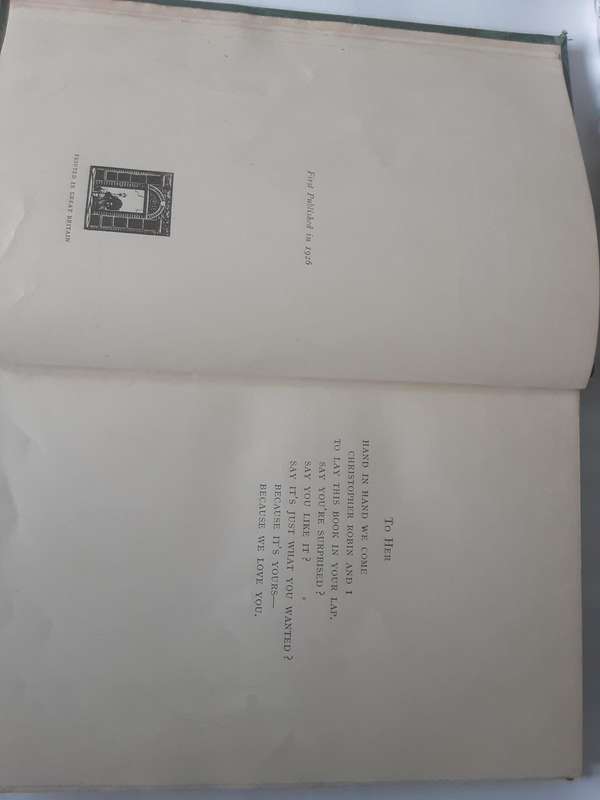 First Published in 1926
PRINTED IN GREAT BRITAIN
To Her
HAND IN HAND WE COME
CHRISTOPHER ROBIN AND I
TO LAY THIS BOOK IN YOUR LAP.
SAY YOU'RE SURPRISED?
SAY YOU LIKE IT?
SAY IT'S JUST WHAT YOU WANTED?
BECAUSE IT'S YOURS—
BECAUSE WE LOVE YOU.